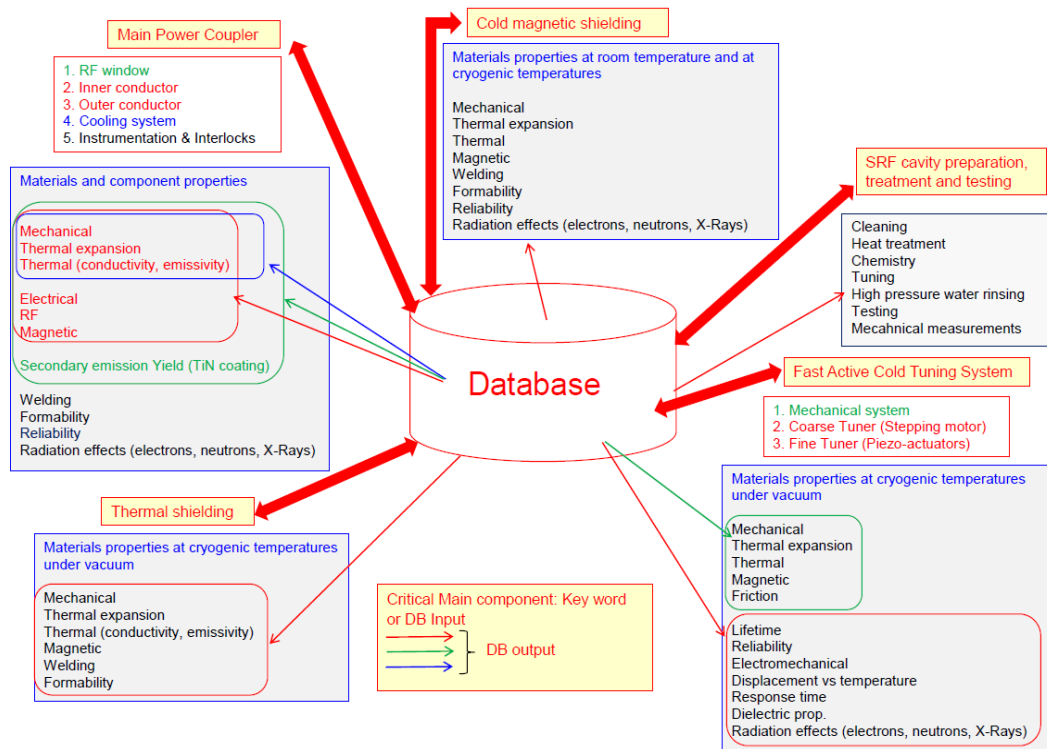 Main Power Coupler
1. RF window
2. Inner conductor
3. Outer conductor
4. Cooling system
5. Instrumentation & Interlocks
Materials and component properties
Mechanical
Thermal expansion
Thermal (conductivity, emissivity)
Electrical
RF
Magnetic
Secondary emission Yield (TiN coating)
Welding
Formability
Reliability
Radiation effects (electrons, neutrons, X-Rays)
Cold magnetic shielding
Materials properties at room temperature and at
cryogenic temperatures
Mechanical
Thermal expansion
Thermal
Magnetic
Welding
Formability
Reliability
Radiation effects (electrons, neutrons, X-Rays)
SRF cavity preparation,
treatment and testing
Cleaning
Heat treatment
Chemistry
Tuning
High pressure water rinsing
Testing
Mecahnical measurements
Database
Fast Active Cold Tuning System
1. Mechanical system
2. Coarse Tuner (Stepping motor)
3. Fine Tuner (Piezo-actuators)
Materials properties at cryogenic temperatures
under vacuum
Mechanical
Thermal expansion
Thermal
Magnetic
Friction
Lifetime
Reliability
Electromechanical
Displacement vs temperature
Response time
Dielectric prop.
Radiation effects (electrons, neutrons, X-Rays)
Thermal shielding
Materials properties at cryogenic temperatures
under vacuum
Mechanical
Thermal expansion
Thermal (conductivity, emissivity)
Magnetic
Welding
Formability
Critical Main component: Key word
or DB Input
DB output